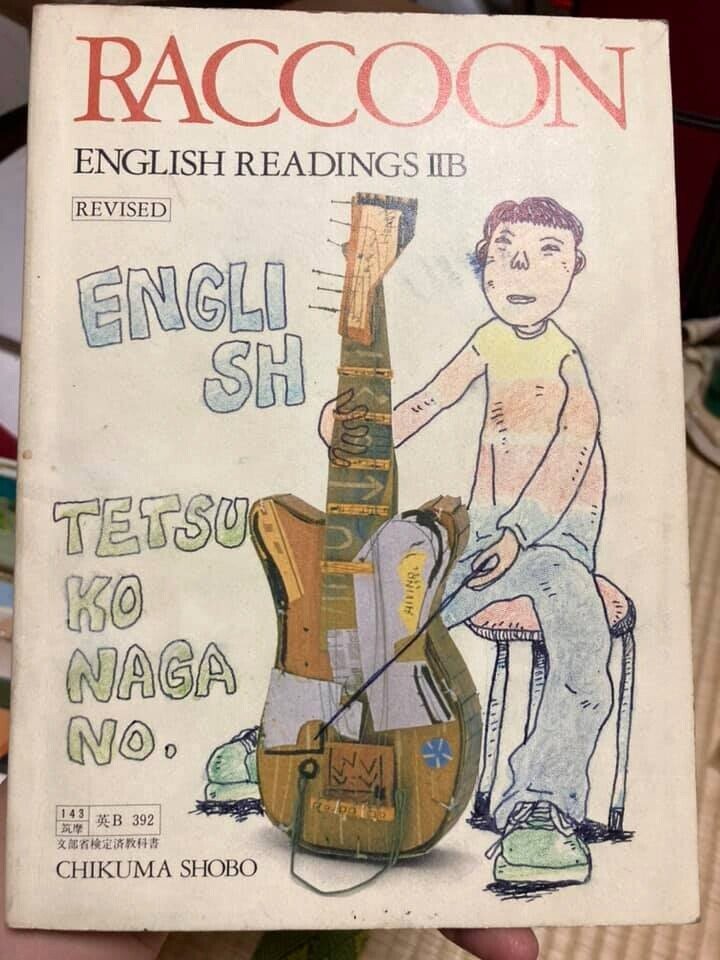 RACCOON
ENGLISH READINGS IIB
REVISED
ENGLI
SH
TETSU
KO
NAGA
NO.
143
筑摩
英B 392
文部省検定済教科書
CHIKUMA SHOBO